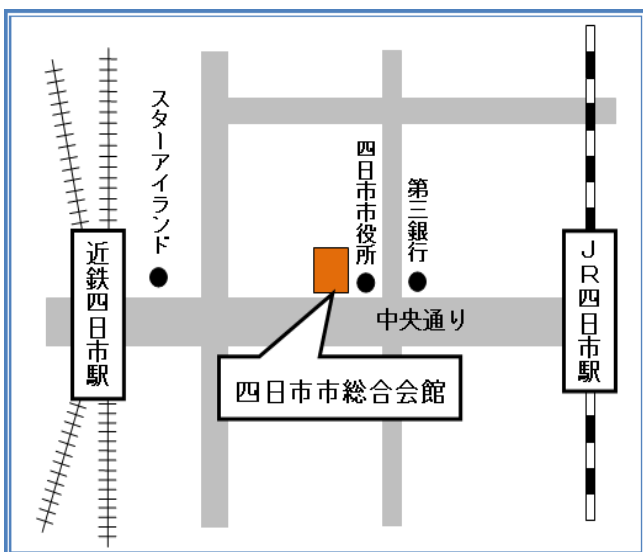 スターアイランド
四日市市役所
第三銀行
近鉄四日市駅
JR四日市駅
中央通り
四日市市総合会館